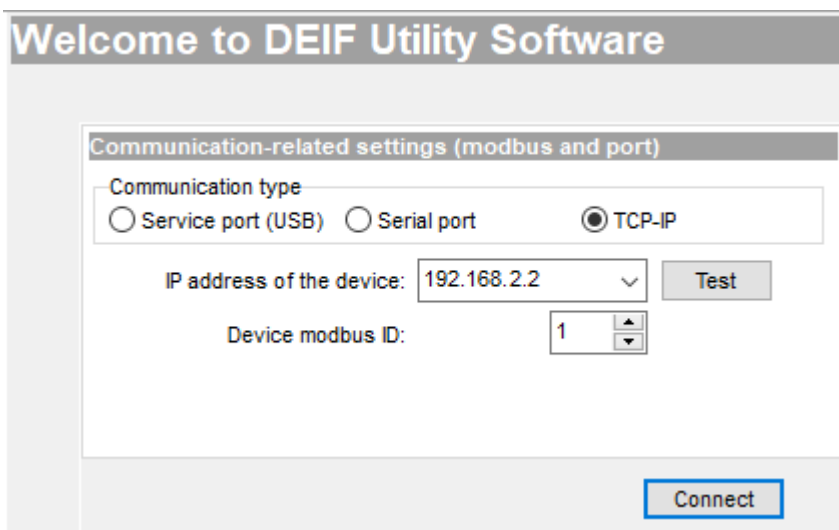 Welcome to DEIF Utility Software
Communication-related settings (modbus and port)
Communication type
Service port (USB) Serial port TCP-IP
IP address of the device: 192.168.2.2 Test
Device modbus ID: 1
Connect